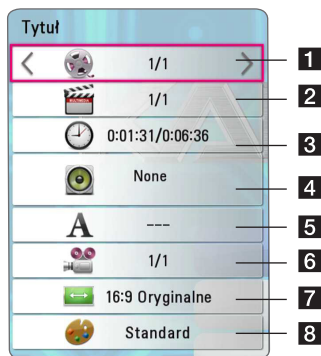 Tytuł
1/1 1
MULTIMEDIA
1/1 2
0:01:31/0:06:36 3
None 4
A --- 5
1/1 6
16:9 Oryginalne 7
Standard 8